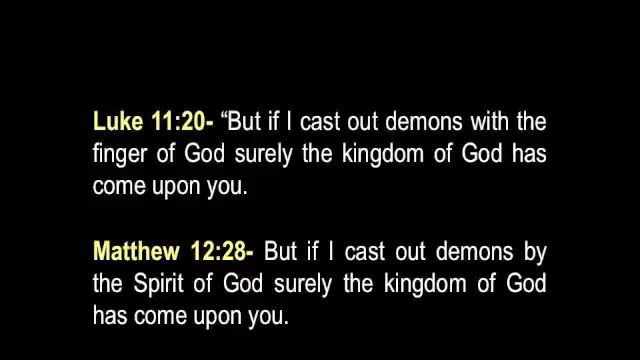 Luke 11:20- “But if I cast out demons with the
finger of God surely the kingdom of God has
come upon you.
Matthew 12:28- But if I cast out demons by
the Spirit of God surely the kingdom of God
has come upon you.